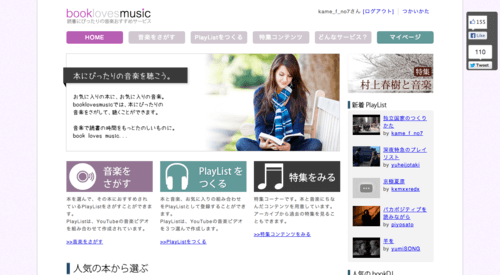 booklovesmusic
読書にぴったりの音楽おすすめサービス
kame_f_no7さん [ログアウト] | つかいかた
HOME
音楽をさがす
PlayListをつくる
特集コンテンツ
どんなサービス?
マイページ
155
Like
110
Tweet
本にぴったりの音楽を聴こう。
お気に入りの本に、お気に入りの音楽。
booklovesmusicでは、本にぴったりの
音楽をさがして、聴くことができます。
音楽で読書の時間をもっとたのしいものに。
book loves music...
特集
村上春樹と音楽
新着 PlayList
独立国家のつくりかた
by kame_f_no7
深夜特急のプレイリスト
by yuheijotaki
京極夏彦
by kemxxredx
バカポジティブを読みながら
by piyosato
羊を
by yumiSONG
音楽を
さがす
本を選んで、その本におすすめされているPlayListをさがすことができます。
PlayListは、YouTubeの音楽ビデオを組み合わせて作成されています。
>>音楽をさがす
PlayList を
つくる
本と音楽、お気に入りの組み合わせをPlayListとして登録することができます。
PlayListは、YouTubeの音楽ビデオを3つ選んで作成します。
>>PlayListをつくる
特集をみる
特集コーナーです。本と音楽にちなんだコンテンツを用意しています。
アーカイブから過去の特集を見ることもできます。
>>特集コンテンツをみる
人気の本から選ぶ
人気の bookDJ